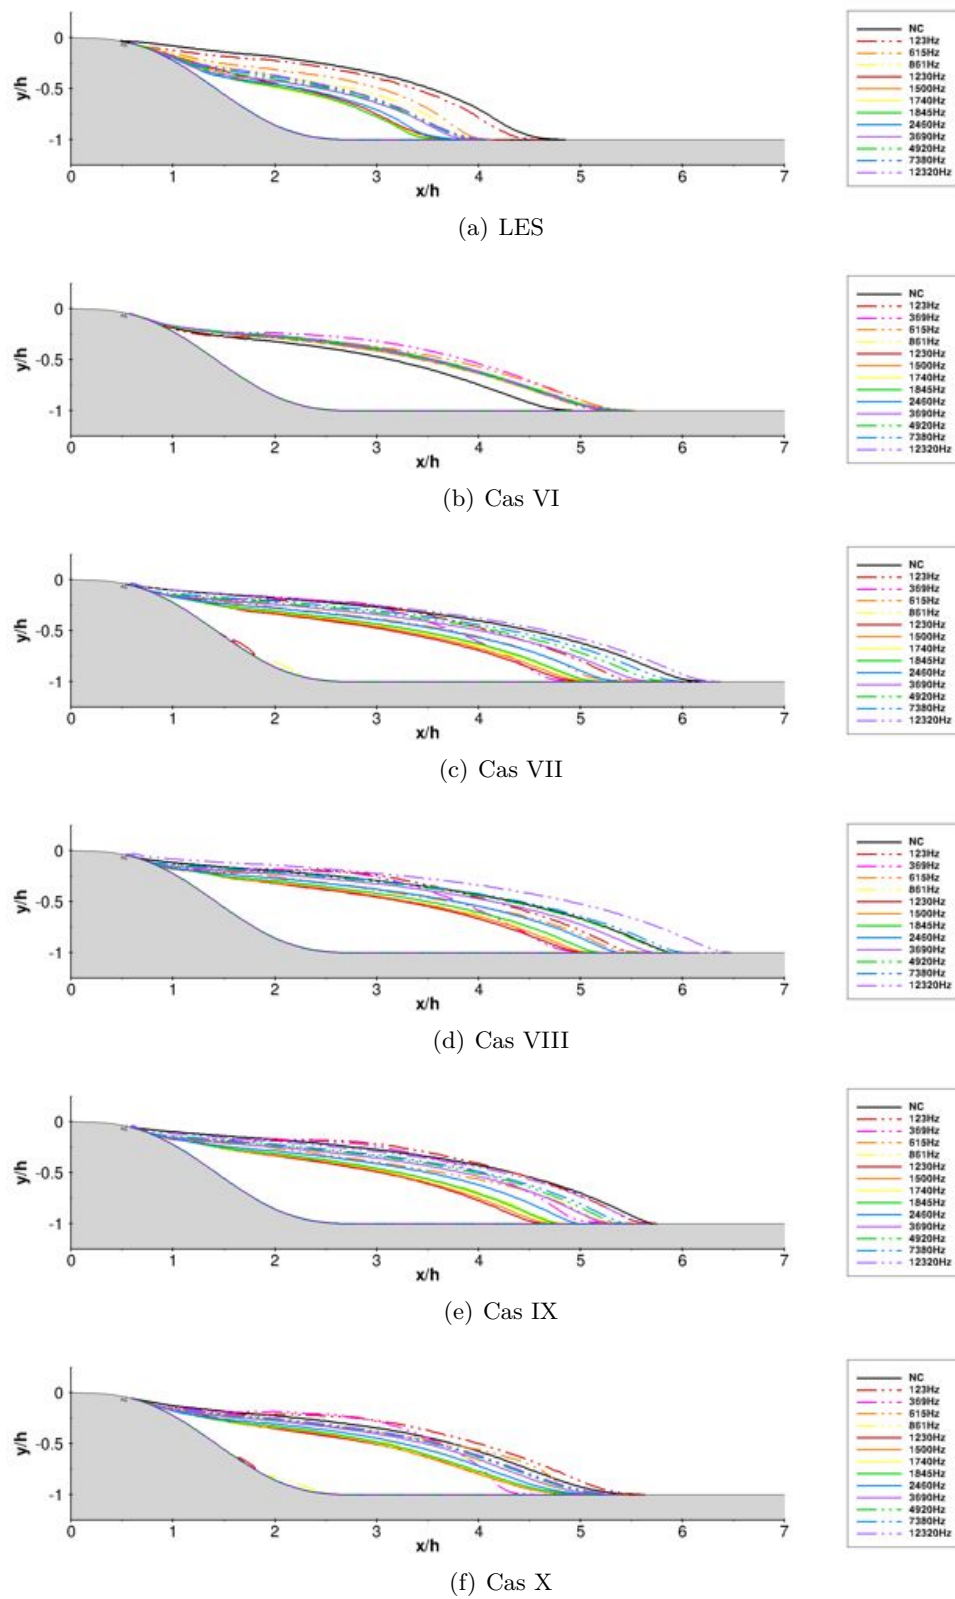 0
-0.5
-1
y/h
0 1 2 3 4 5 6 7
x/h
NC
123Hz
615Hz
861Hz
1230Hz
1500Hz
1740Hz
1845Hz
2460Hz
3690Hz
4920Hz
7380Hz
12320Hz
(a) LES
0
-0.5
-1
y/h
0 1 2 3 4 5 6 7
x/h
NC
123Hz
369Hz
615Hz
861Hz
1230Hz
1500Hz
1740Hz
1845Hz
2460Hz
3690Hz
4920Hz
7380Hz
12320Hz
(b) Cas VI
0
-0.5
-1
y/h
0 1 2 3 4 5 6 7
x/h
NC
123Hz
369Hz
615Hz
861Hz
1230Hz
1500Hz
1740Hz
1845Hz
2460Hz
3690Hz
4920Hz
7380Hz
12320Hz
(c) Cas VII
0
-0.5
-1
y/h
0 1 2 3 4 5 6 7
x/h
NC
123Hz
369Hz
615Hz
861Hz
1230Hz
1500Hz
1845Hz
2460Hz
3690Hz
4920Hz
7380Hz
12320Hz
(d) Cas VIII
0
-0.5
-1
y/h
0 1 2 3 4 5 6 7
x/h
NC
123Hz
369Hz
615Hz
861Hz
1230Hz
1500Hz
1740Hz
1845Hz
2460Hz
3690Hz
4920Hz
7380Hz
12320Hz
(e) Cas IX
0
-0.5
-1
y/h
0 1 2 3 4 5 6 7
x/h
NC
123Hz
369Hz
615Hz
861Hz
1230Hz
1500Hz
1740Hz
1845Hz
2460Hz
3690Hz
4920Hz
7380Hz
12320Hz
(f) Cas X